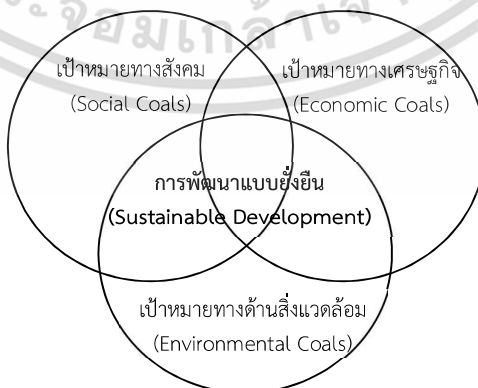 เป้าหมายทางสังคม
(Social Coals)
เป้าหมายทางเศรษฐกิจ
(Economic Coals)
การพัฒนาแบบยั่งยืน
(Sustainable Development)
เป้าหมายทางด้านสิ่งแวดล้อม
(Environmental Coals)